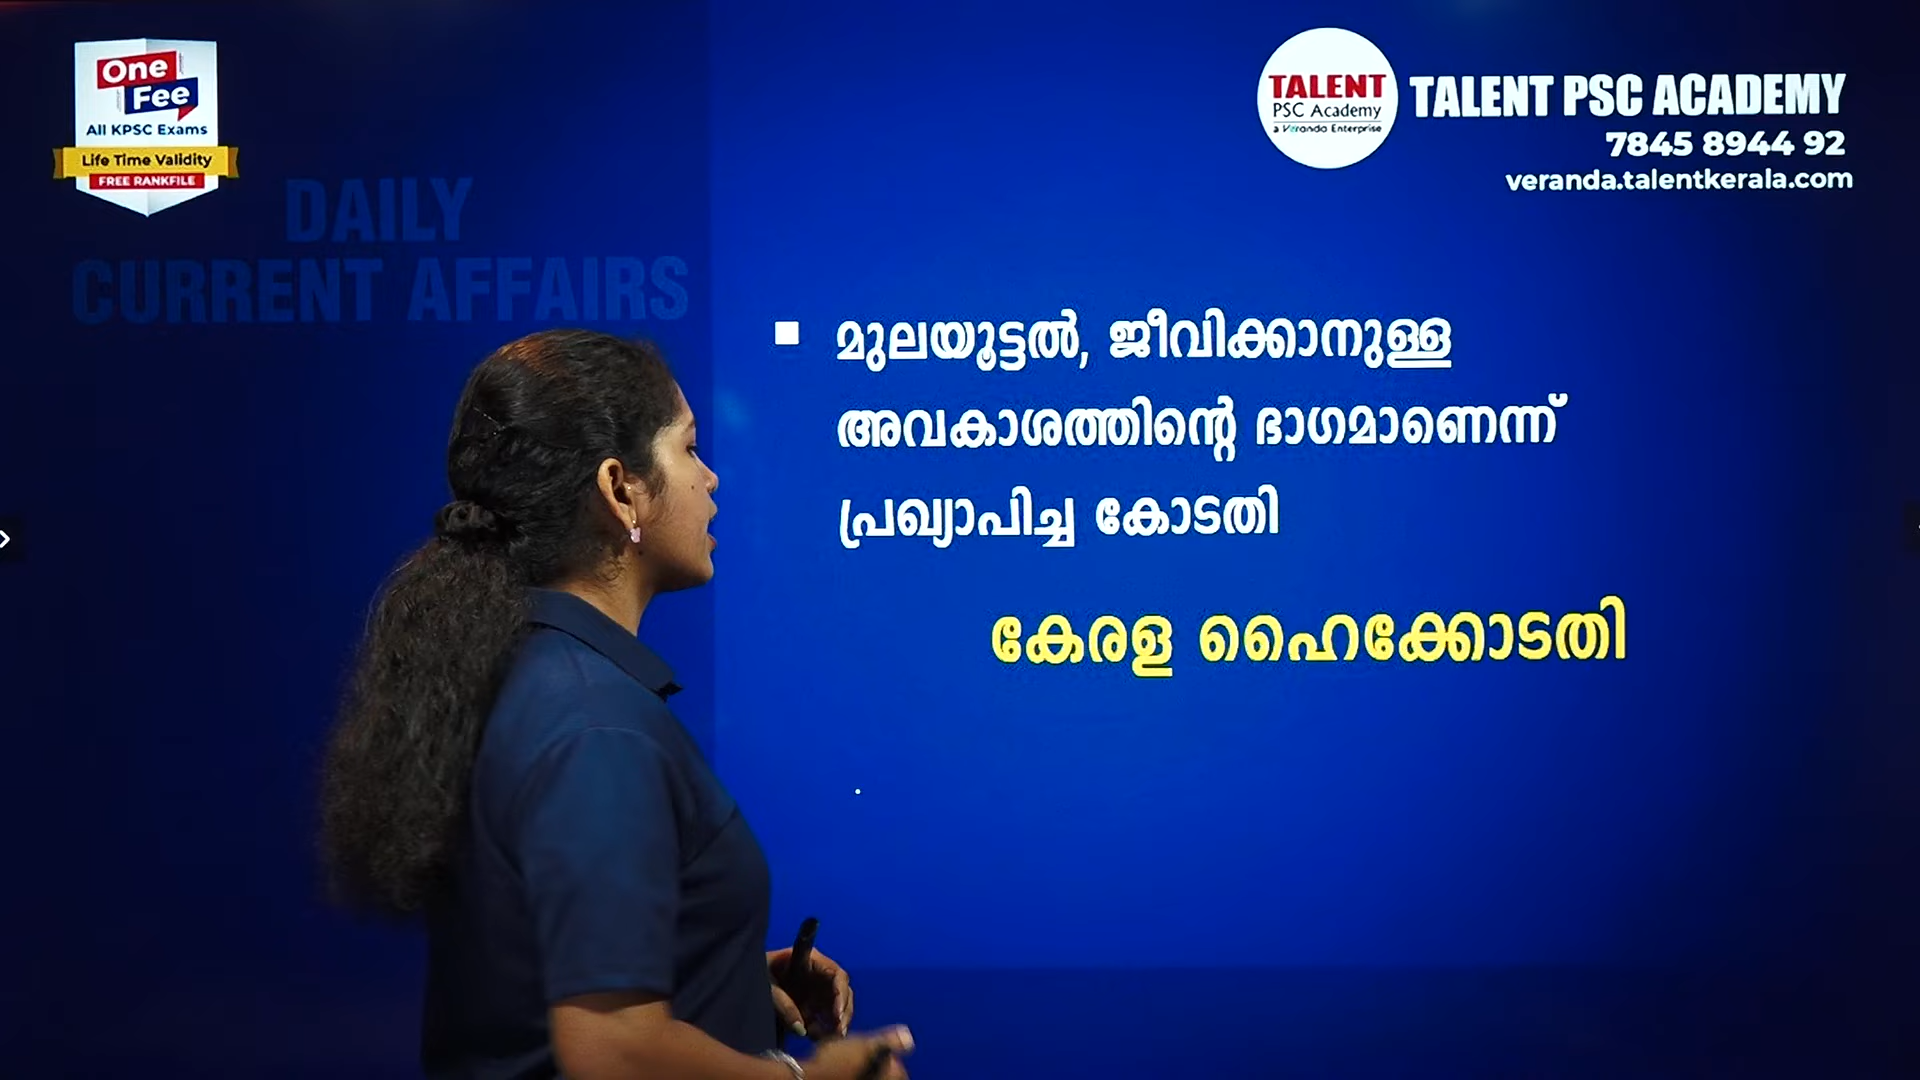 One
Fee
All KPSC Exams
Life Time Validity
FREE RANKFILE
TALENT
PSC Academy
a Veranda Enterprise
TALENT PSC ACADEMY
7845 8944 92
veranda.talentkerala.com
DAILY
CURRENT AFFAIRS
മുലയൂട്ടൽ, ജീവിക്കാനുള്ള
അവകാശത്തിന്റെ ഭാഗമാണെന്ന്
പ്രഖ്യാപിച്ച കോടതി
കേരള ഹൈക്കോടതി